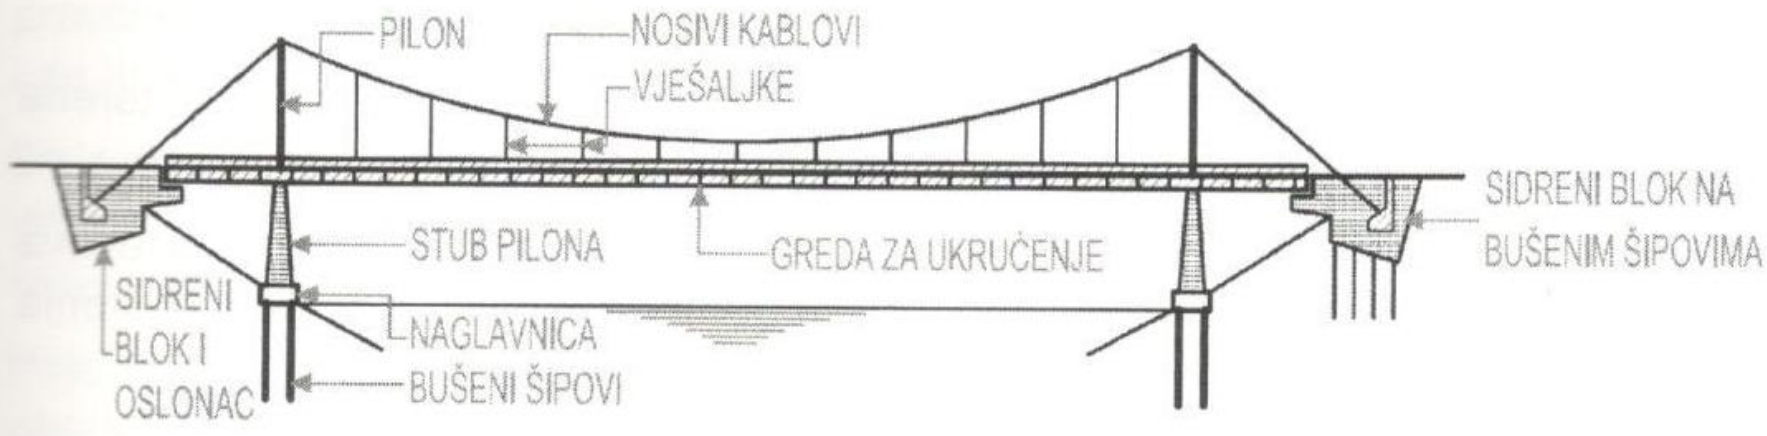 PILON
NOSIVI KABLOVI
VJEŠALJKE
SIDRENI BLOK NA
BUŠENIM ŠIPOVIMA
STUB PILONA
GREDA ZA UKRUĆENJE
SIDRENI
BLOK I
OSLONAC
NAGLAVNICA
BUŠENI ŠIPOVI